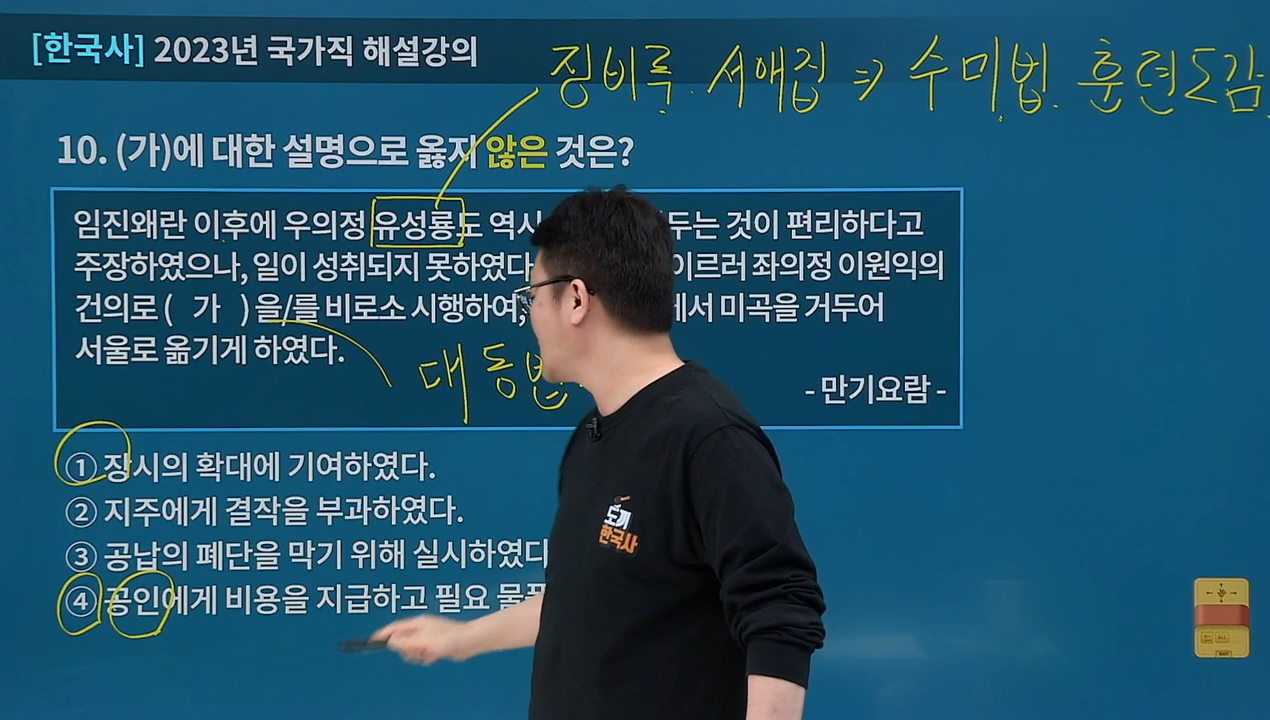 [한국사] 2023년 국가직 해설강의
징비록. 서애집 ⇒ 수미법. 훈련도감
10. (가)에 대한 설명으로 옳지 않은 것은?
임진왜란 이후에 우의정 유성룡도 역시 두는 것이 편리하다고
주장하였으나, 일이 성취되지 못하였다 이르러 좌의정 이원익의
건의로 ( 가 )을/를 비로소 시행하여, 에서 미곡을 거두어
서울로 옮기게 하였다.
대동법
- 만기요람 -
① 장시의 확대에 기여하였다.
② 지주에게 결작을 부과하였다.
③ 공납의 폐단을 막기 위해 실시하였다
④ 공인에게 비용을 지급하고 필요 물품
도끼
한국사